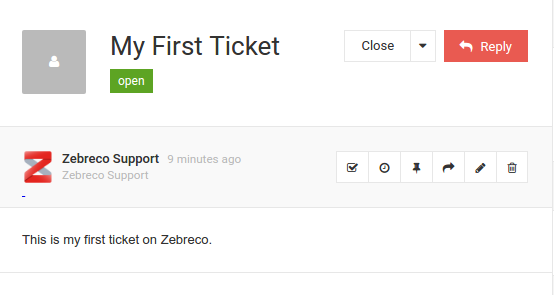 My First Ticket
Close
Reply
open
Zebreco Support 9 minutes ago
Zebreco Support
This is my first ticket on Zebreco.